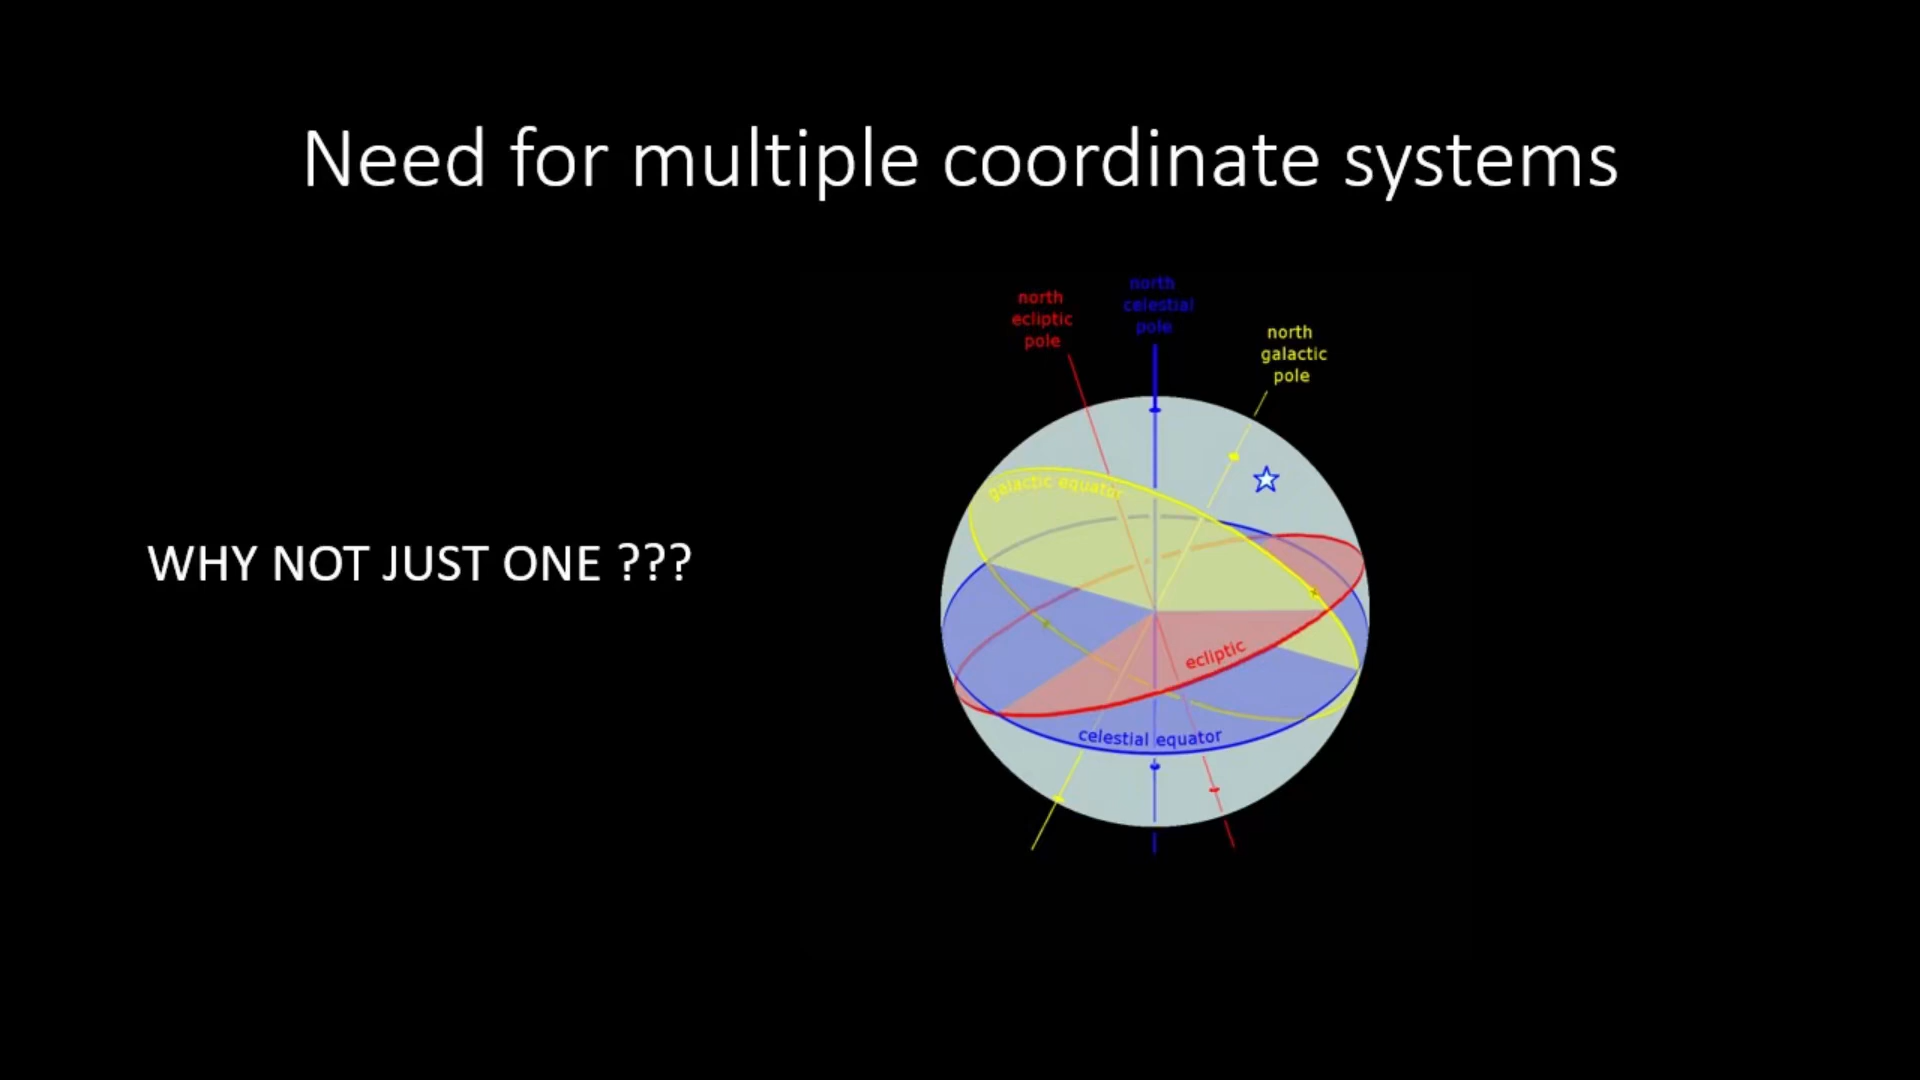 Need for multiple coordinate systems
north
ecliptic
pole
north
celestial
pole
north
galactic
pole
galactic equator
WHY NOT JUST ONE ???
ecliptic
celestial equator